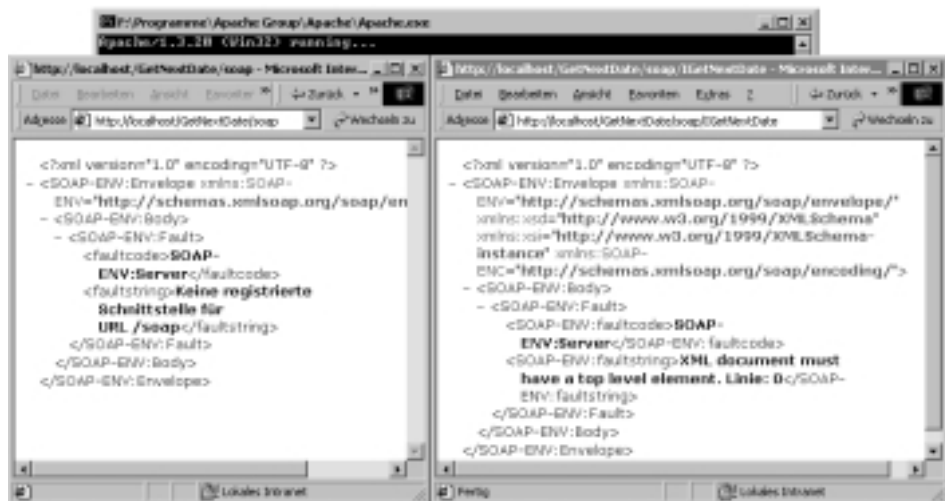 F:\Programme\Apache Group\Apache\Apache.exe
Apache/1.3.20 (Win32) running...
http://localhost/GetNextDate/soap - Microsoft Inter...
Datei Bearbeiten Ansicht Favoriten » Zurück »
Adresse http://localhost/GetNextDate/soap Wechseln zu
<?xml version="1.0" encoding="UTF-8" ?>
- <SOAP-ENV:Envelope xmlns:SOAP-
ENV="http://schemas.xmlsoap.org/soap/en
- <SOAP-ENV:Body>
- <SOAP-ENV:Fault>
<faultcode>SOAP-
ENV:Server</faultcode>
<faultstring>Keine registrierte
Schnittstelle für
URL /soap</faultstring>
</SOAP-ENV:Fault>
</SOAP-ENV:Body>
</SOAP-ENV:Envelope>
Lokales Intranet
http://localhost/GetNextDate/soap/IGetNextDate - Microsoft Inter...
Datei Bearbeiten Ansicht Favoriten Extras ? Zurück »
Adresse http://localhost/GetNextDate/soap/IGetNextDate Wechseln zu
<?xml version="1.0" encoding="UTF-8" ?>
- <SOAP-ENV:Envelope xmlns:SOAP-
ENV="http://schemas.xmlsoap.org/soap/envelope/"
xmlns:xsd="http://www.w3.org/1999/XMLSchema"
xmlns:xsi="http://www.w3.org/1999/XMLSchema-
instance" xmlns:SOAP-
ENC="http://schemas.xmlsoap.org/soap/encoding/">
- <SOAP-ENV:Body>
- <SOAP-ENV:Fault>
<SOAP-ENV:faultcode>SOAP-
ENV:Server</SOAP-ENV:faultcode>
<SOAP-ENV:faultstring>XML document must
have a top level element. Linie: 0</SOAP-
ENV:faultstring>
</SOAP-ENV:Fault>
</SOAP-ENV:Body>
</SOAP-ENV:Envelope>
Fertig Lokales Intranet